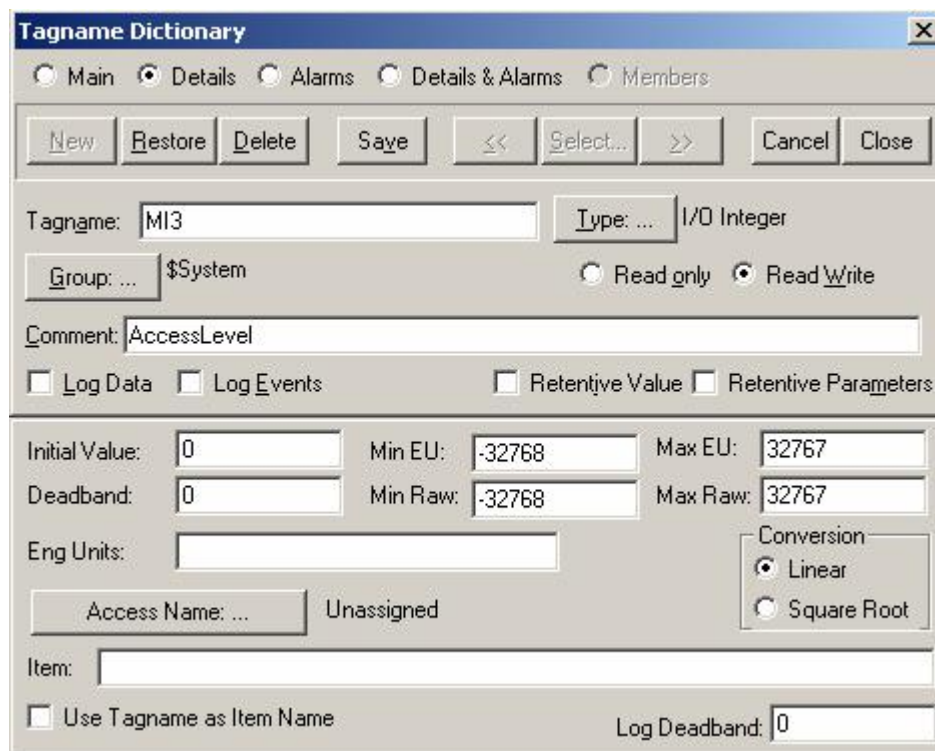 Tagname Dictionary
Main Details Alarms Details & Alarms Members
New Restore Delete Save << Select... >> Cancel Close
Tagname: MI3 Type: ... I/O Integer
Group: ... $System Read only Read Write
Comment: AccessLevel
Log Data Log Events Retentive Value Retentive Parameters
Initial Value: 0 Min EU: -32768 Max EU: 32767
Deadband: 0 Min Raw: -32768 Max Raw: 32767
Eng Units: Conversion
Linear
Access Name: ... Unassigned Square Root
Item:
Use Tagname as Item Name Log Deadband: 0